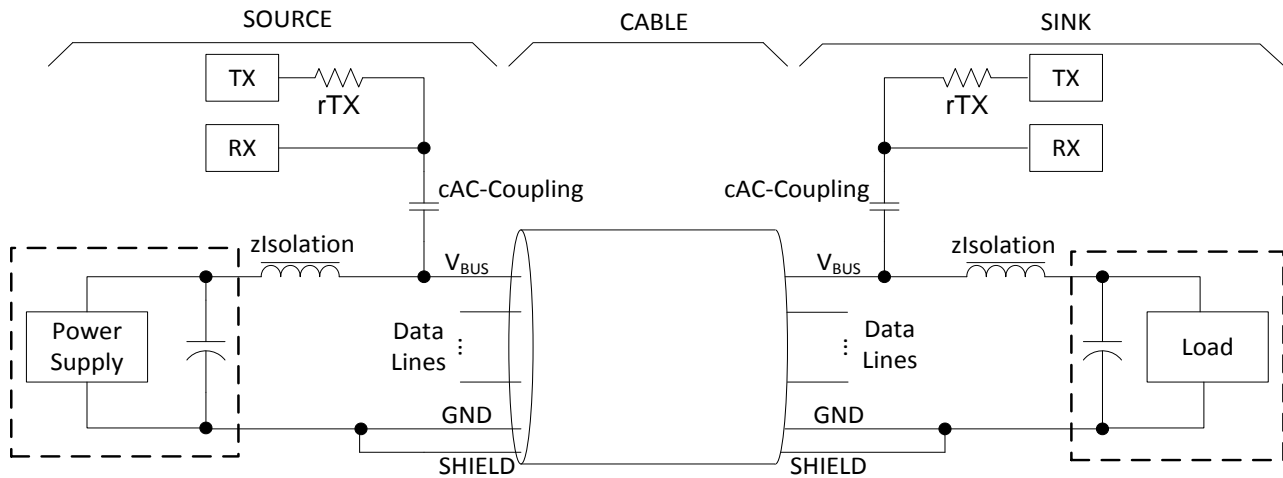 SOURCE
CABLE
SINK
TX
rTX
RX
cAC-Coupling
rTX
TX
RX
cAC-Coupling
zIsolation
VBUS
VBUS
zIsolation
Power
Supply
Data
Lines
...
Data
Lines
...
Load
GND
GND
SHIELD
SHIELD